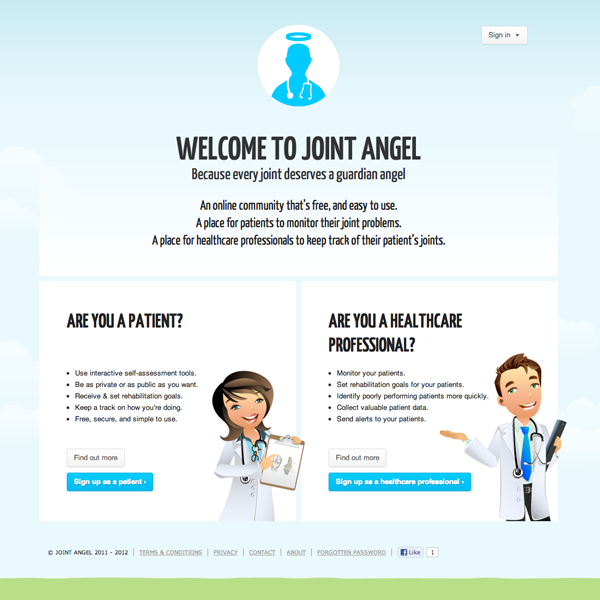 Sign in
WELCOME TO JOINT ANGEL
Because every joint deserves a guardian angel
An online community that's free, and easy to use.
A place for patients to monitor their joint problems.
A place for healthcare professionals to keep track of their patient's joints.
ARE YOU A PATIENT?
Use interactive self-assessment tools.
Be as private or as public as you want.
Receive & set rehabilitation goals.
Keep a track on how you're doing.
Free, secure, and simple to use.
Find out more
Sign up as a patient ›
ARE YOU A HEALTHCARE
PROFESSIONAL?
Monitor your patients.
Set rehabilitation goals for your patients.
Identify poorly performing patients more quickly.
Collect valuable patient data.
Send alerts to your patients.
Find out more
Sign up as a healthcare professional ›
© JOINT ANGEL 2011 - 2012 | TERMS & CONDITIONS | PRIVACY | CONTACT | ABOUT | FORGOTTEN PASSWORD | Like 1